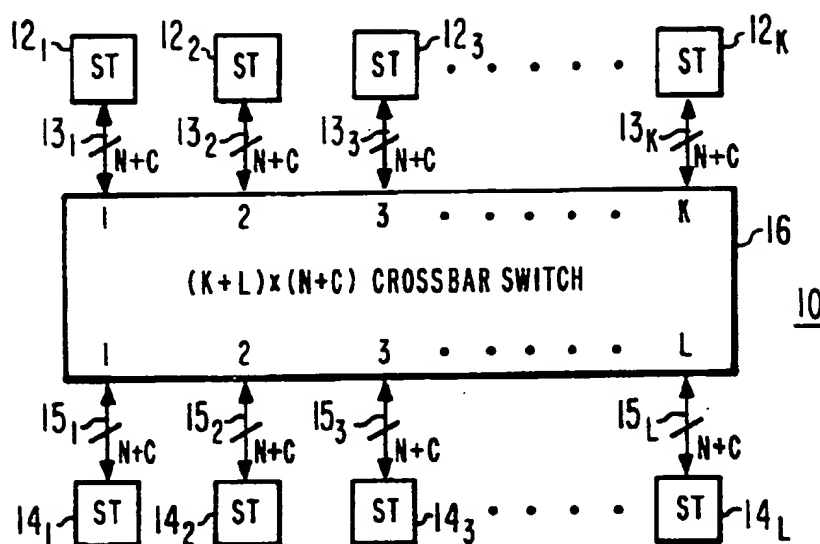 12₁ ST 12₂ ST 12₃ ST 12K ST
13₁ N+C 13₂ N+C 13₃ N+C 13K N+C
1 2 3 K
16
(K+L)x(N+C) CROSSBAR SWITCH
10
1 2 3 L
15₁ N+C 15₂ N+C 15₃ N+C 15L N+C
14₁ ST 14₂ ST ST 14₃ ST 14L